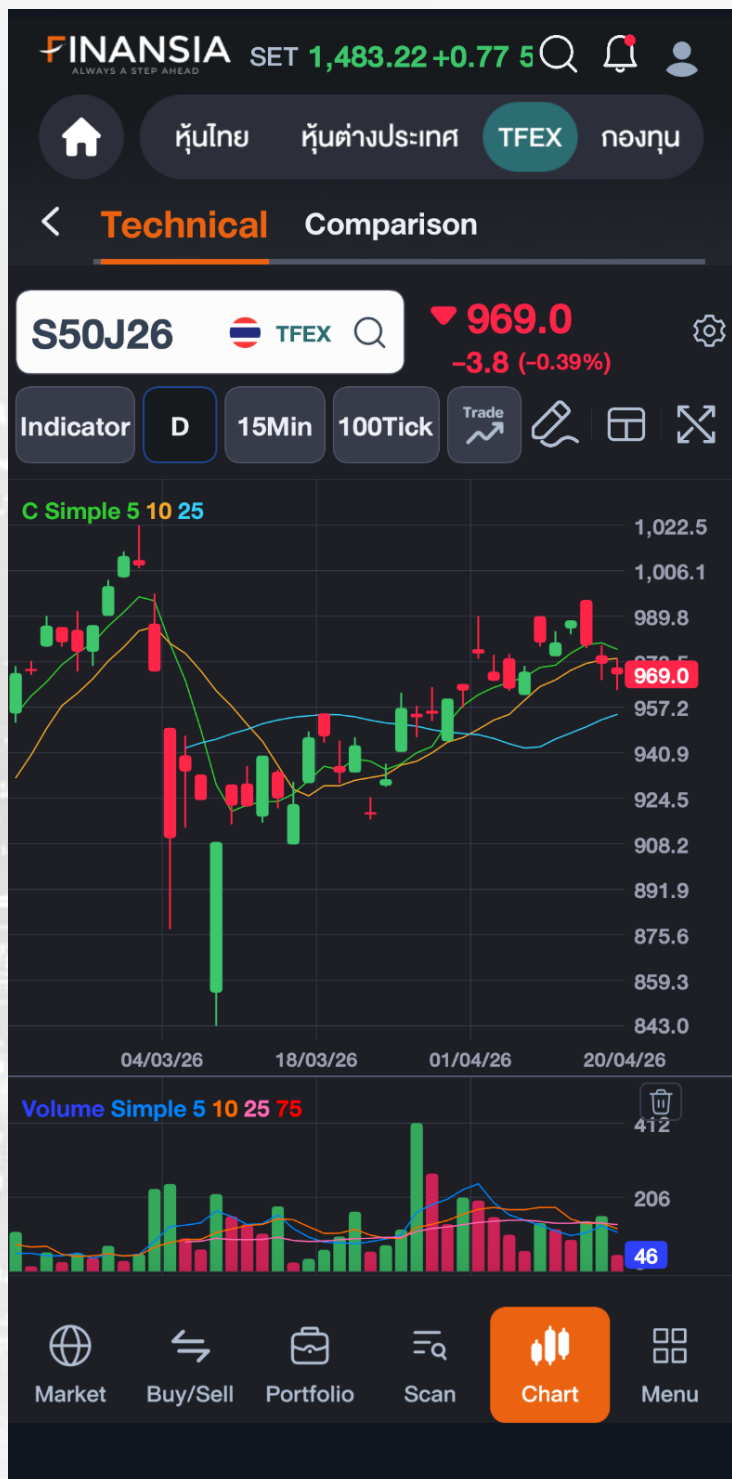 FINANSIA
ALWAYS A STEP AHEAD
SET 1,483.22 +0.77 5
หุ้นไทย หุ้นต่างประเทศ TFEX กองทุน
Technical Comparison
S50J26 TFEX
969.0
-3.8 (-0.39%)
Indicator D 15Min 100Tick Trade
C Simple 5 10 25
1,022.5
1,006.1
989.8
969.0
957.2
940.9
924.5
908.2
891.9
875.6
859.3
843.0
04/03/26 18/03/26 01/04/26 20/04/26
Volume Simple 5 10 25 75
412
206
46
Market Buy/Sell Portfolio Scan Chart Menu